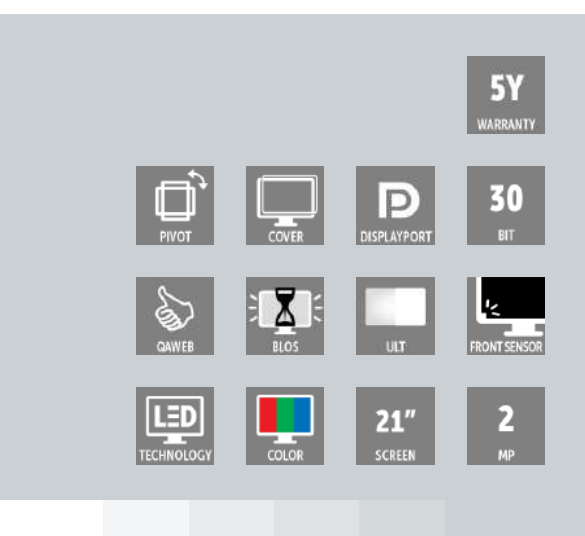 5Y
WARRANTY
PIVOT
COVER
DISPLAYPORT
30
BIT
QAWEB
BLOS
ULT
FRONT SENSOR
LED
TECHNOLOGY
COLOR
21"
SCREEN
2
MP